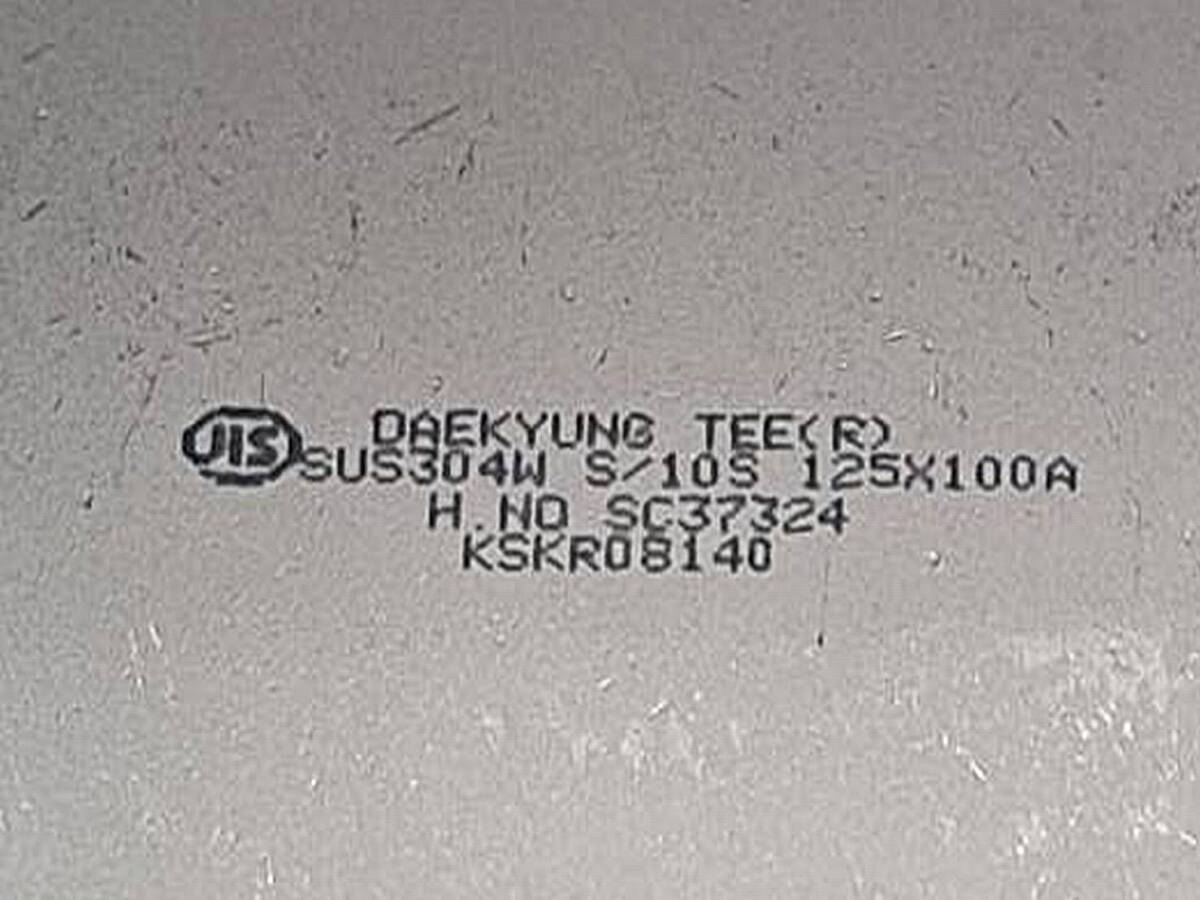 JIS
DAEKYUNG TEE(R)
SUS304W S/10S 125X100A
H.NO SC37324
KSKR08140